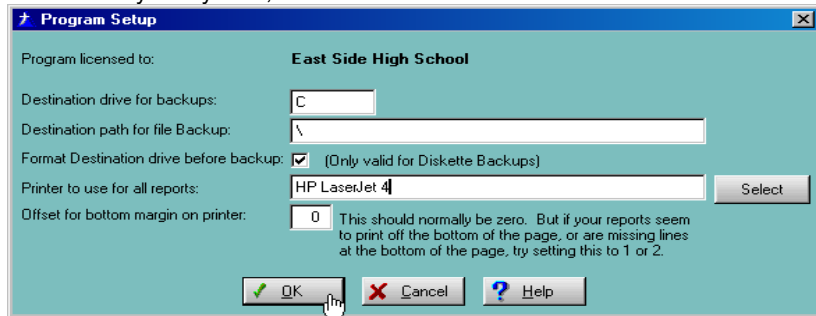 Program Setup
Program licensed to: East Side High School
Destination drive for backups: C
Destination path for file Backup: \
Format Destination drive before backup: (Only valid for Diskette Backups)
Printer to use for all reports: HP LaserJet 4 Select
Offset for bottom margin on printer: 0 This should normally be zero. But if your reports seem
to print off the bottom of the page, or are missing lines
at the bottom of the page, try setting this to 1 or 2.
OK Cancel Help